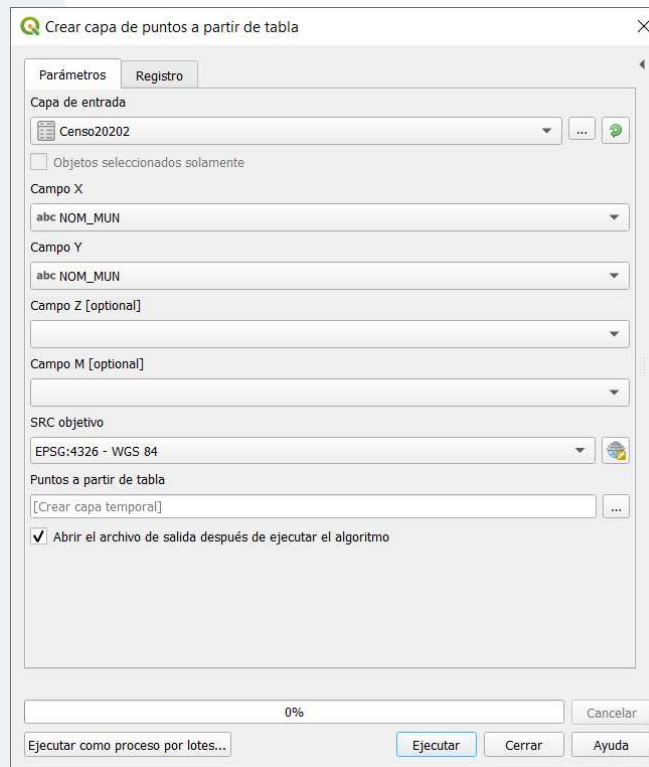 Crear capa de puntos a partir de tabla
Parámetros Registro
Capa de entrada
Censo20202
...
Objetos seleccionados solamente
Campo X
abc NOM_MUN
Campo Y
abc NOM_MUN
Campo Z [optional]
Campo M [optional]
SRC objetivo
EPSG:4326 - WGS 84
Puntos a partir de tabla
[Crear capa temporal]
...
Abrir el archivo de salida después de ejecutar el algoritmo
0%
Cancelar
Ejecutar como proceso por lotes...
Ejecutar
Cerrar
Ayuda